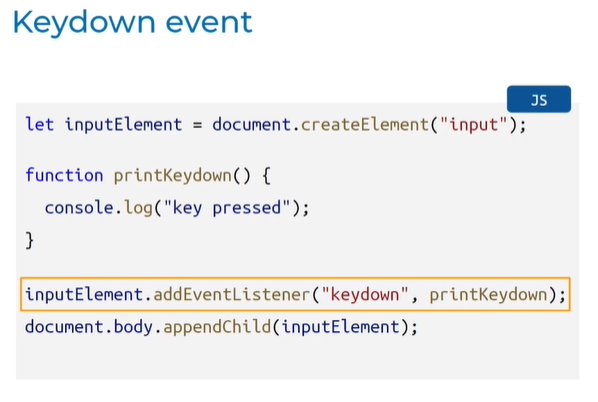 Keydown event
JS
let inputElement = document.createElement("input");
function printKeydown() {
  console.log("key pressed");
}
inputElement.addEventListener("keydown", printKeydown);
document.body.appendChild(inputElement);